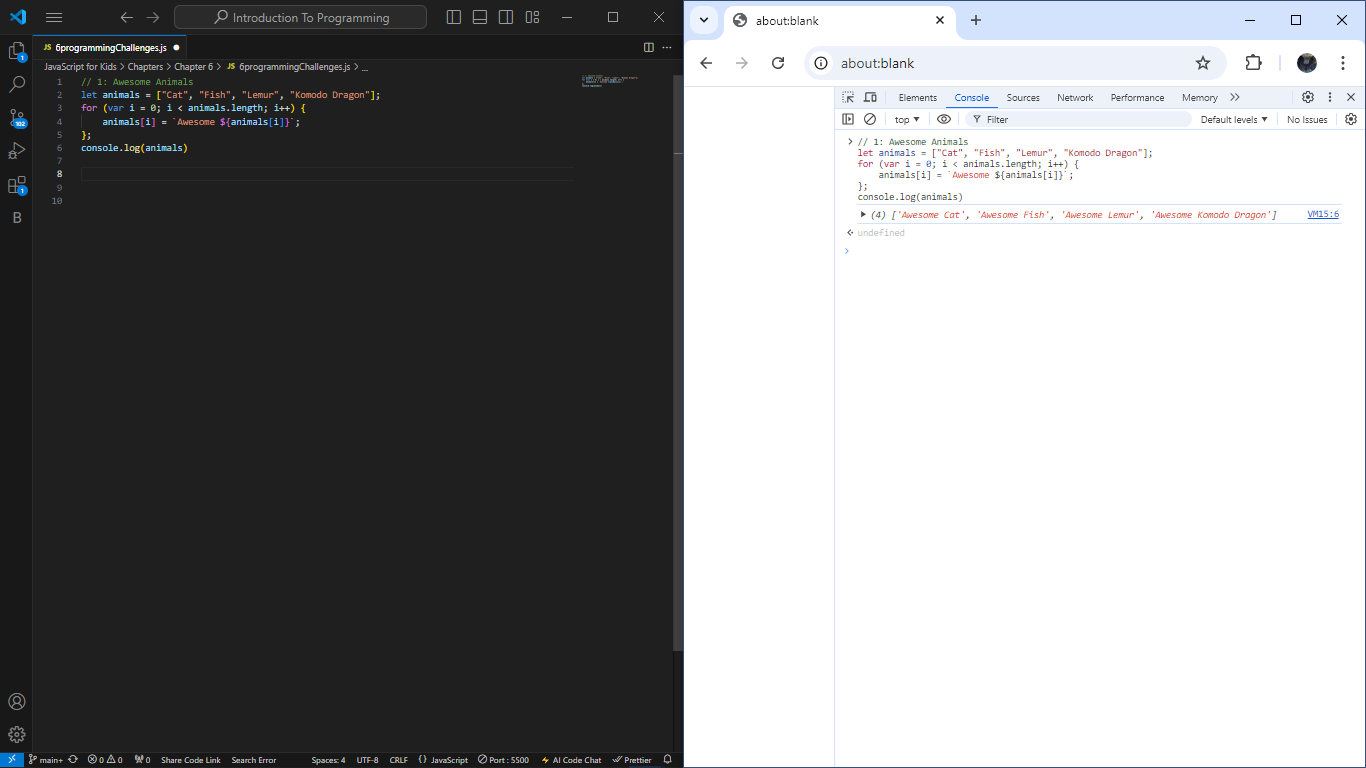 Introduction To Programming
JS 6programmingChallenges.js
JavaScript for Kids > Chapters > Chapter 6 > JS 6programmingChallenges.js > ...
1 // 1: Awesome Animals
2 let animals = ["Cat", "Fish", "Lemur", "Komodo Dragon"];
3 for (var i = 0; i < animals.length; i++) {
4 animals[i] = `Awesome ${animals[i]}`;
5 };
6 console.log(animals)
7
8
9
10
1
102
1
B
main+ 0 0 0 Share Code Link Search Error Spaces: 4 UTF-8 CRLF {} JavaScript Port : 5500 AI Code Chat Prettier
about:blank
about:blank
Elements Console Sources Network Performance Memory
top Filter Default levels No Issues
// 1: Awesome Animals
let animals = ["Cat", "Fish", "Lemur", "Komodo Dragon"];
for (var i = 0; i < animals.length; i++) {
animals[i] = `Awesome ${animals[i]}`;
};
console.log(animals)
(4) ['Awesome Cat', 'Awesome Fish', 'Awesome Lemur', 'Awesome Komodo Dragon'] VM15:6
undefined